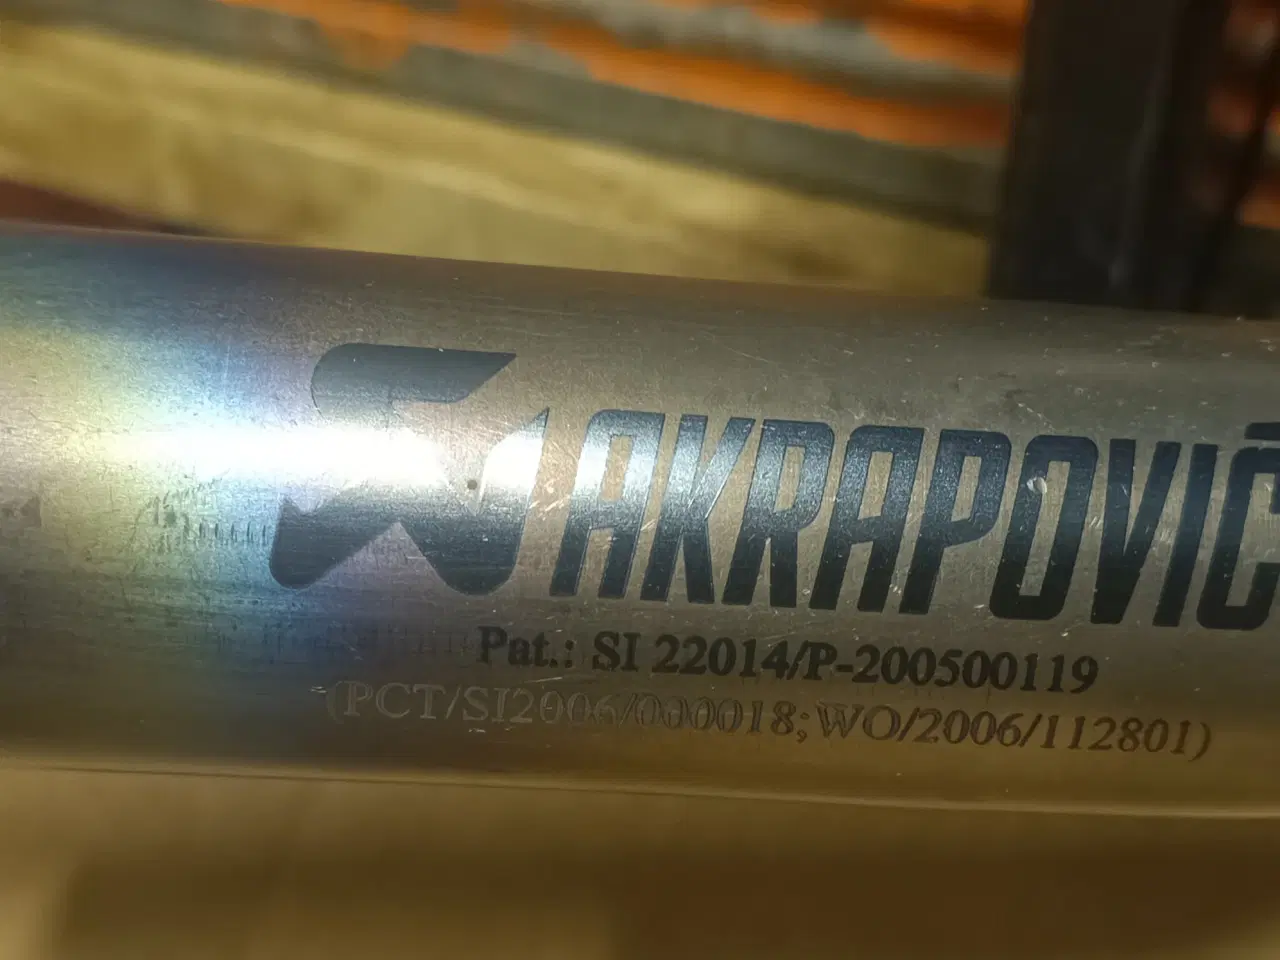 AKRAPOVIČ
Pat.: SI 22014/P-200500119
(PCT/SI2006/000018; WO/2006/112801)